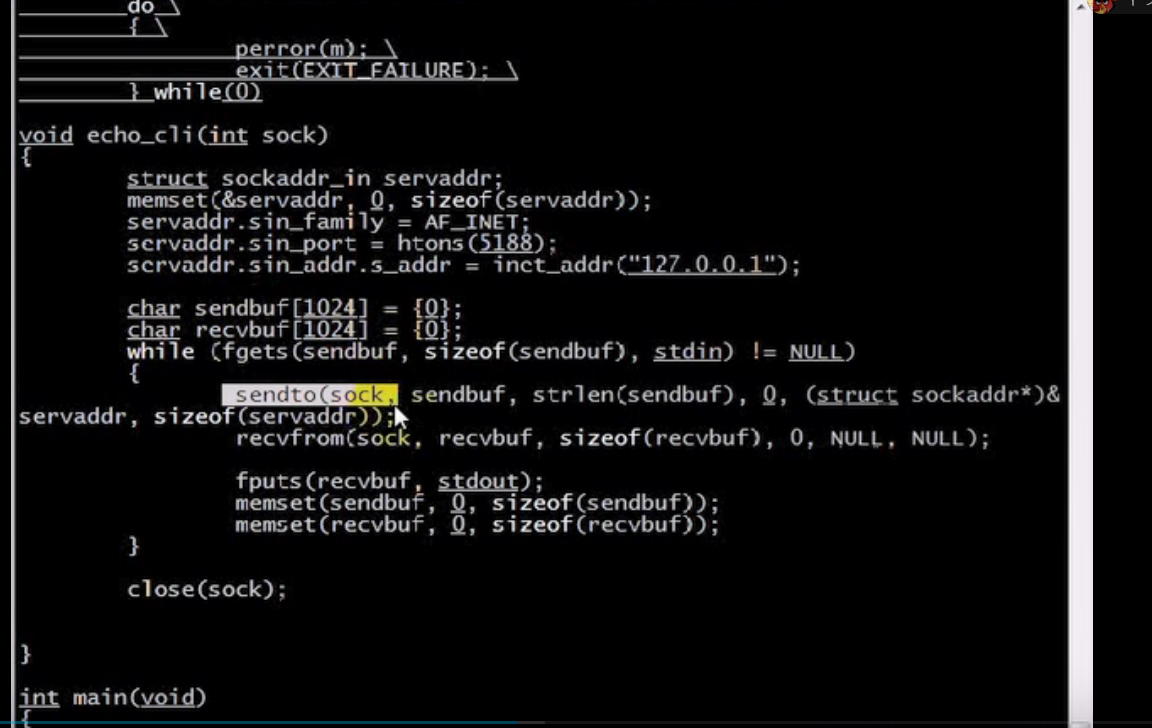 do \
{ \
perror(m); \
exit(EXIT_FAILURE); \
} while(0)
void echo_cli(int sock)
{
struct sockaddr_in servaddr;
memset(&servaddr, 0, sizeof(servaddr));
servaddr.sin_family = AF_INET;
servaddr.sin_port = htons(5188);
servaddr.sin_addr.s_addr = inet_addr("127.0.0.1");
char sendbuf[1024] = {0};
char recvbuf[1024] = {0};
while (fgets(sendbuf, sizeof(sendbuf), stdin) != NULL)
{
sendto(sock, sendbuf, strlen(sendbuf), 0, (struct sockaddr*)&
servaddr, sizeof(servaddr));
recvfrom(sock, recvbuf, sizeof(recvbuf), 0, NULL, NULL);
fputs(recvbuf, stdout);
memset(sendbuf, 0, sizeof(sendbuf));
memset(recvbuf, 0, sizeof(recvbuf));
}
close(sock);
}
int main(void)
{